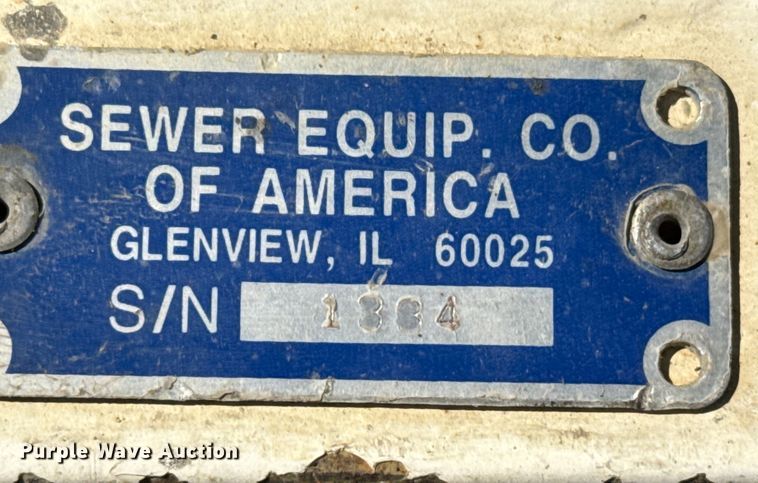 SEWER EQUIP. CO.
OF AMERICA
GLENVIEW, IL 60025
S/N 1384
Purple Wave Auction